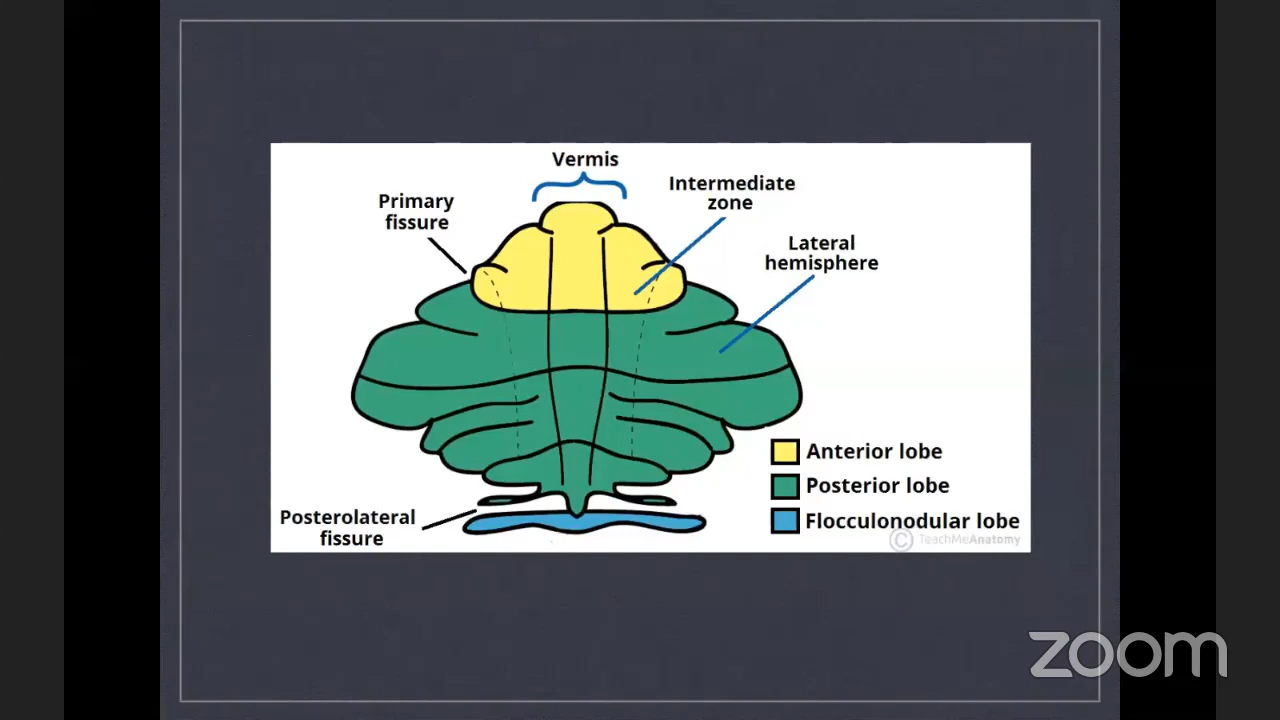 Vermis
Intermediate
zone
Primary
fissure
Lateral
hemisphere
Anterior lobe
Posterior lobe
Posterolateral
fissure
Flocculonodular lobe
© TeachMeAnatomy
zoom